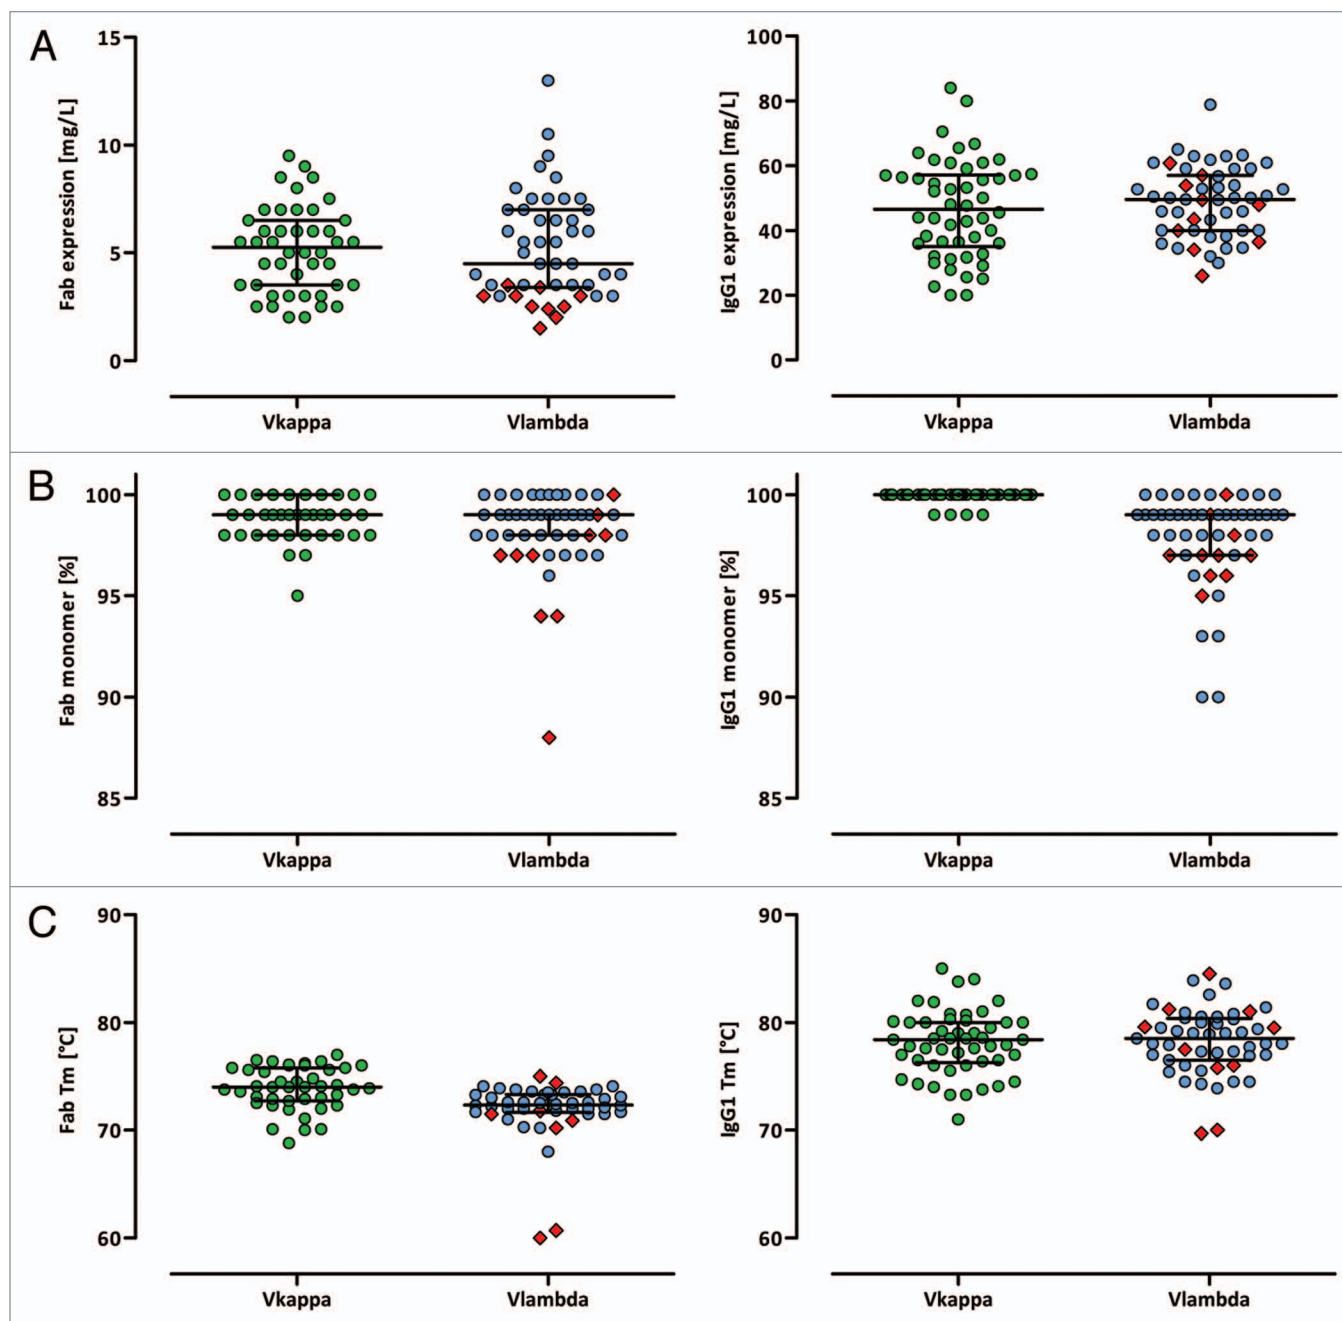 A
Fab expression [mg/L]
15
10
5
0
Vkappa
Vlambda
IgG1 expression [mg/L]
100
80
60
40
20
0
Vkappa
Vlambda
B
Fab monomer [%]
100
95
90
85
Vkappa
Vlambda
IgG1 monomer [%]
100
95
90
85
Vkappa
Vlambda
C
Fab Tm [°C]
90
80
70
60
Vkappa
Vlambda
IgG1 Tm [°C]
90
80
70
60
Vkappa
Vlambda